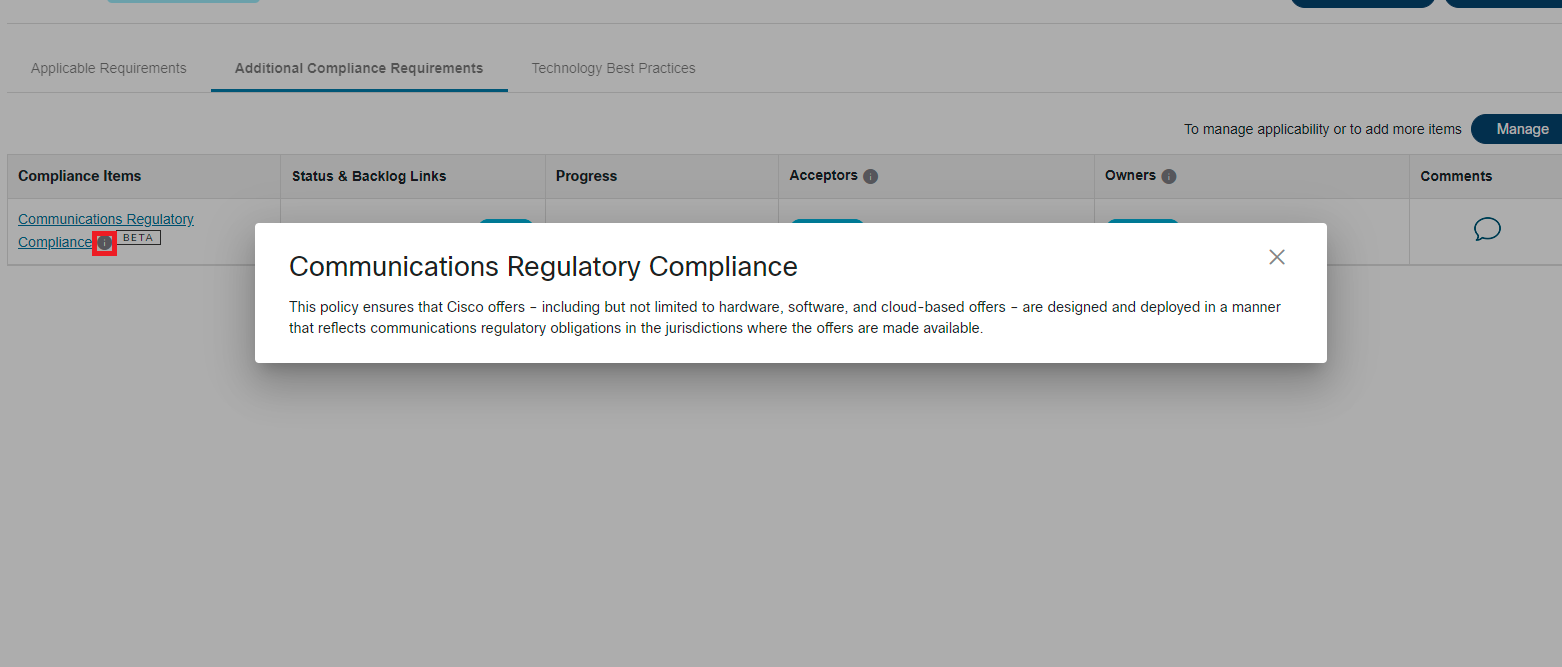 Applicable Requirements
Additional Compliance Requirements
Technology Best Practices
To manage applicability or to add more items
Manage
Compliance Items
Status & Backlog Links
Progress
Acceptors
Owners
Comments
Communications Regulatory
Compliance
BETA
Communications Regulatory Compliance
This policy ensures that Cisco offers – including but not limited to hardware, software, and cloud-based offers – are designed and deployed in a manner
that reflects communications regulatory obligations in the jurisdictions where the offers are made available.